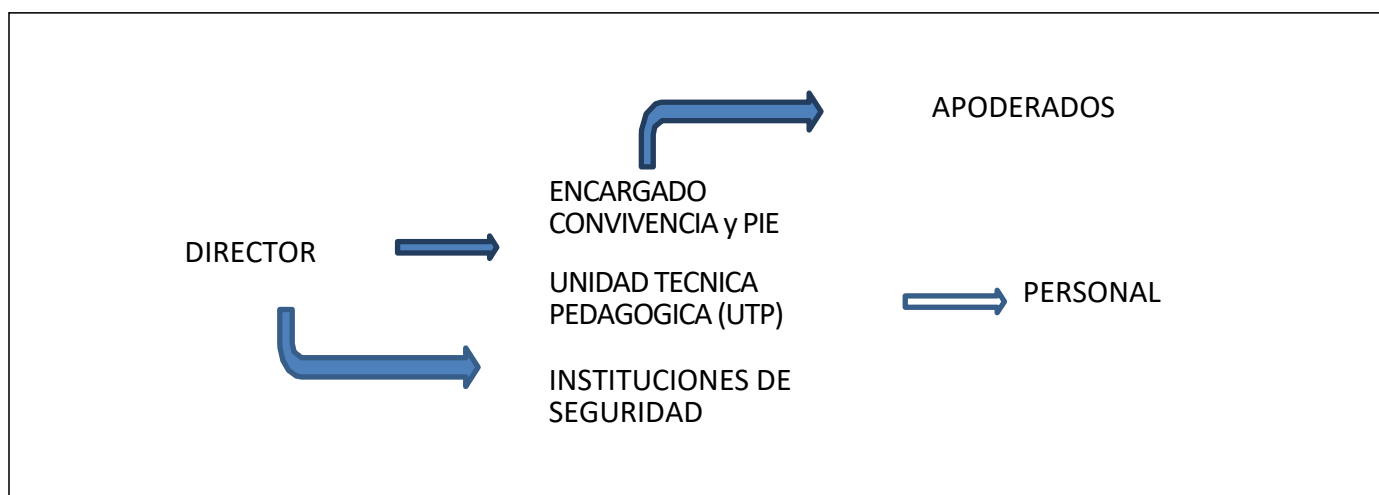 APODERADOS
ENCARGADO
CONVIVENCIA y PIE
DIRECTOR
UNIDAD TECNICA
PEDAGOGICA (UTP)
PERSONAL
INSTITUCIONES DE
SEGURIDAD